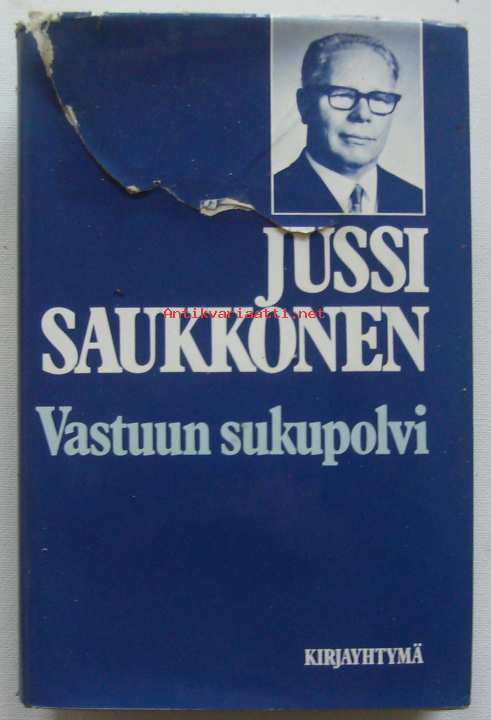 JUSSI
Antikvariaatti.net
SAUKKONEN
Vastuun sukupolvi
KIRJAYHTYMÄ